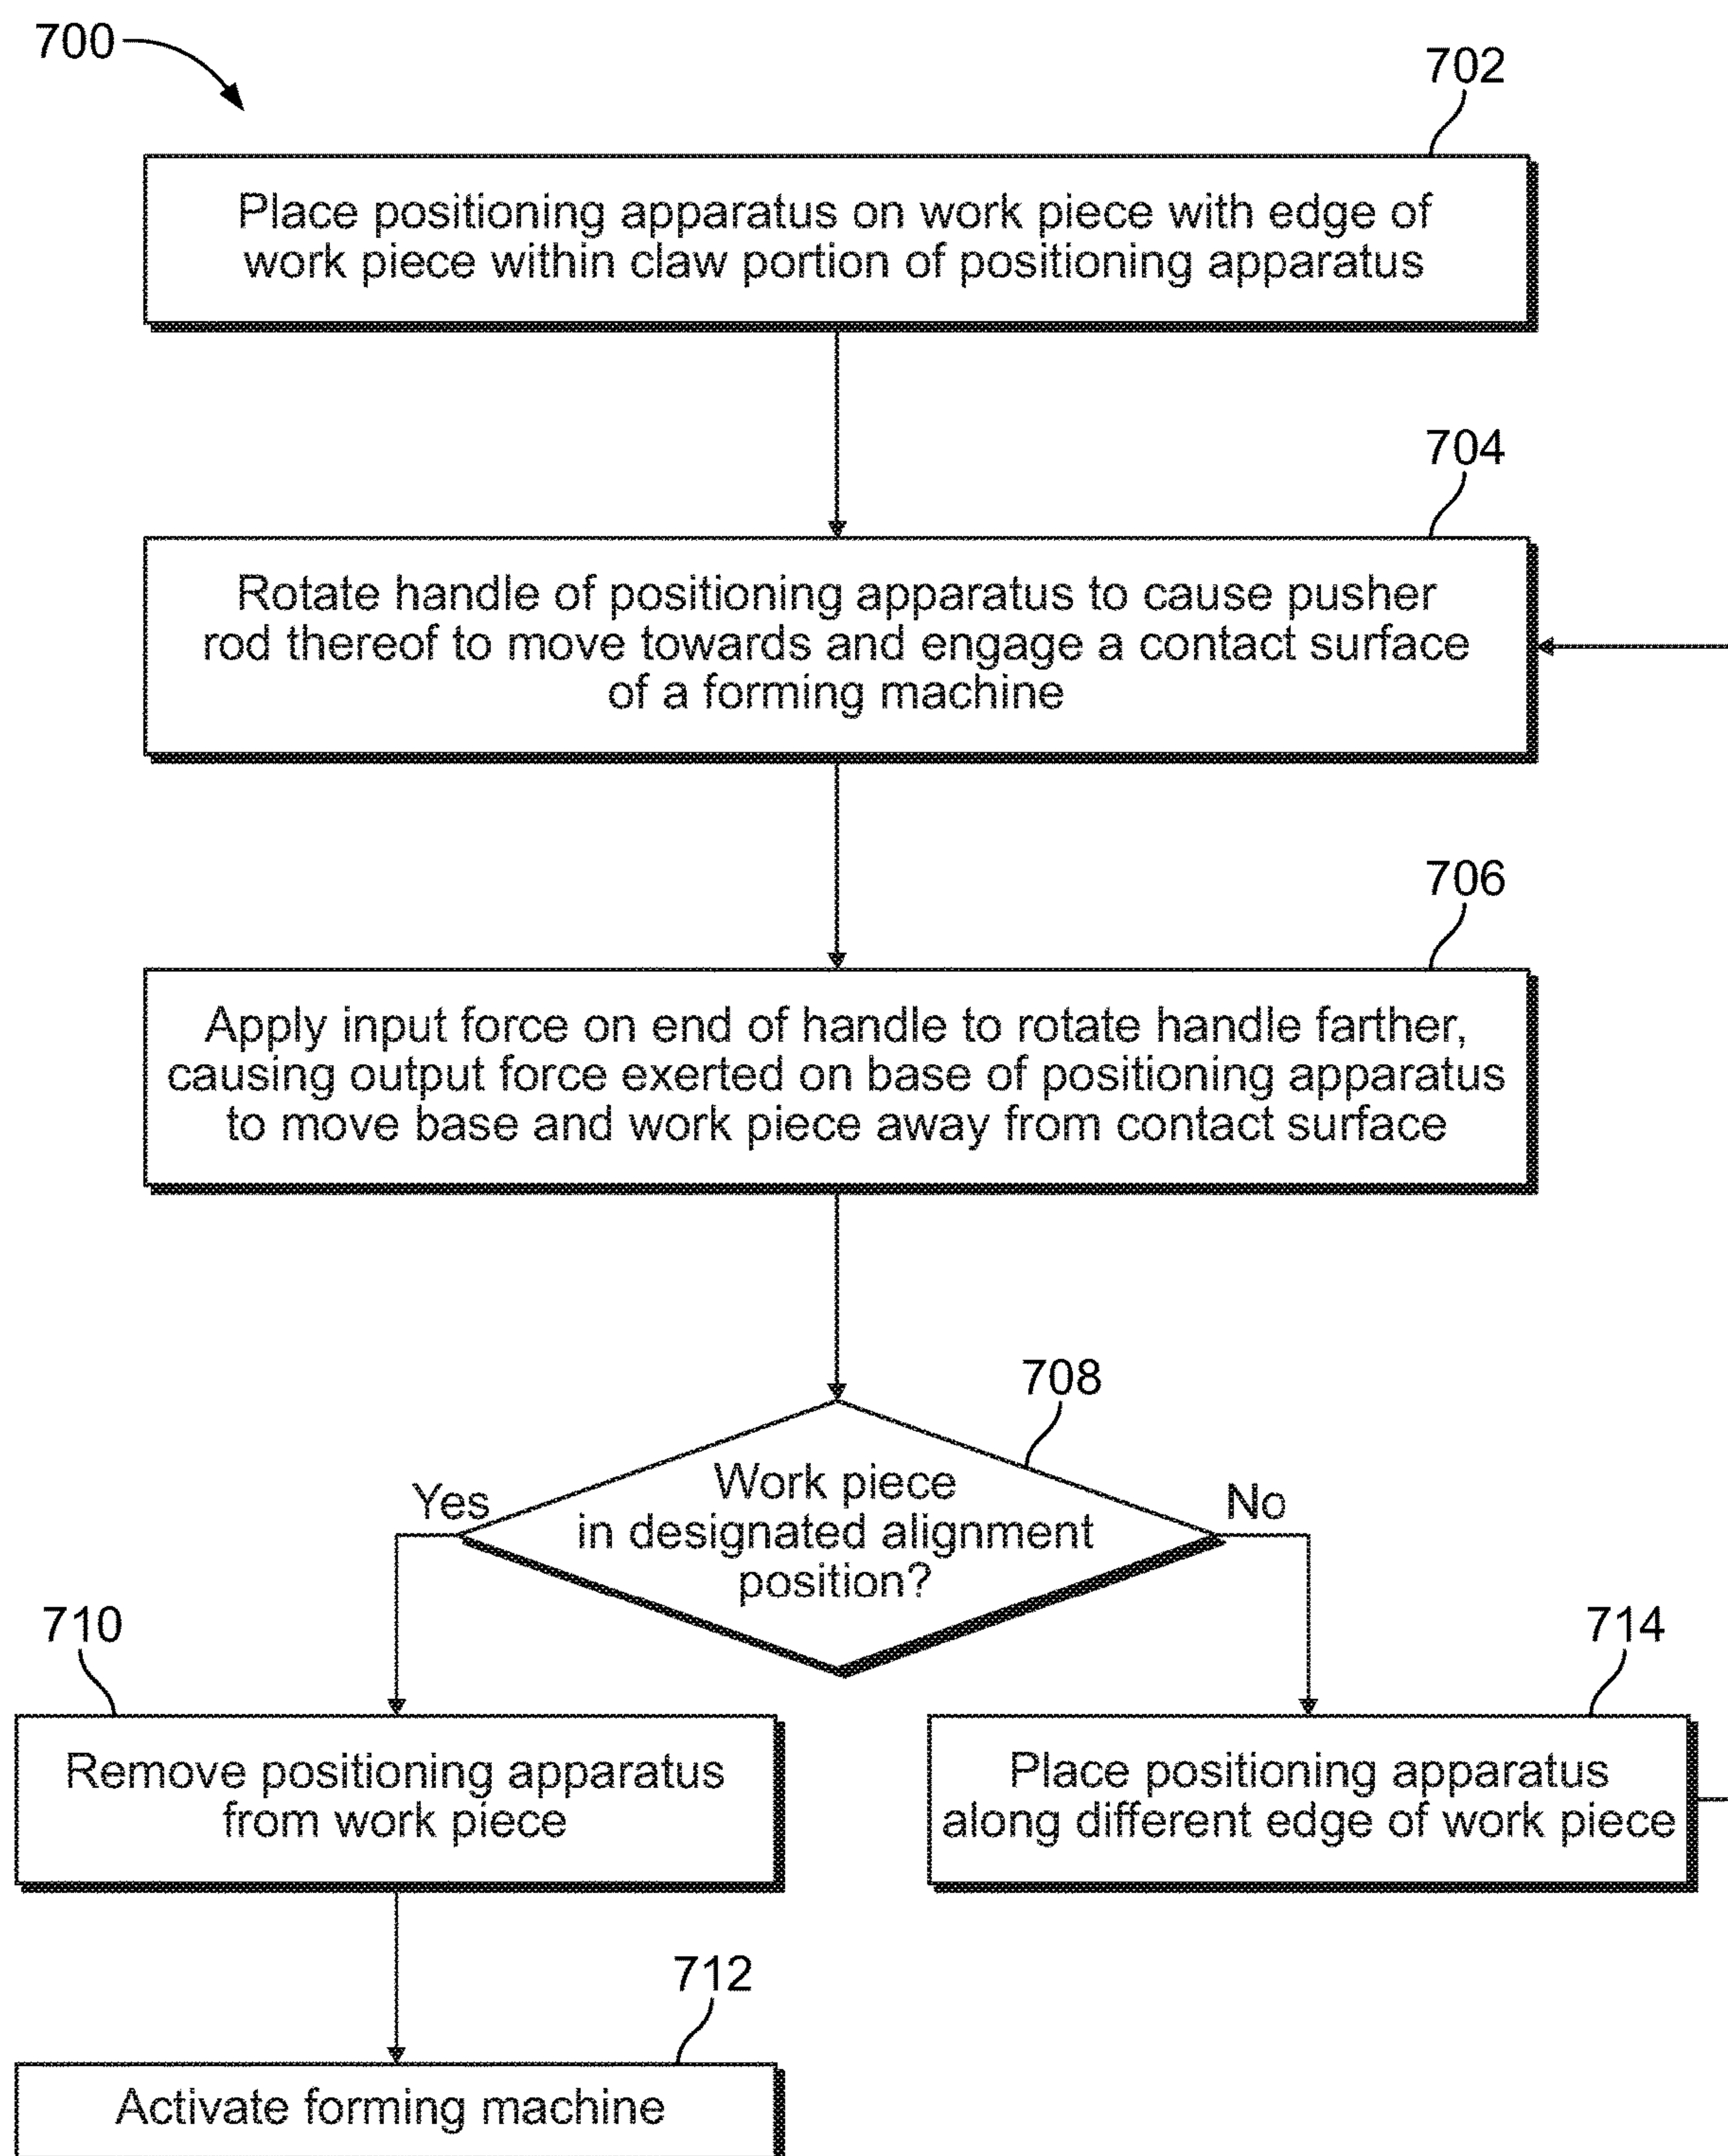 700
702
Place positioning apparatus on work piece with edge of
work piece within claw portion of positioning apparatus
704
Rotate handle of positioning apparatus to cause pusher
rod thereof to move towards and engage a contact surface
of a forming machine
706
Apply input force on end of handle to rotate handle farther,
causing output force exerted on base of positioning apparatus
to move base and work piece away from contact surface
708
Work piece
in designated alignment
position?
Yes
No
710
Remove positioning apparatus
from work piece
714
Place positioning apparatus
along different edge of work piece
712
Activate forming machine